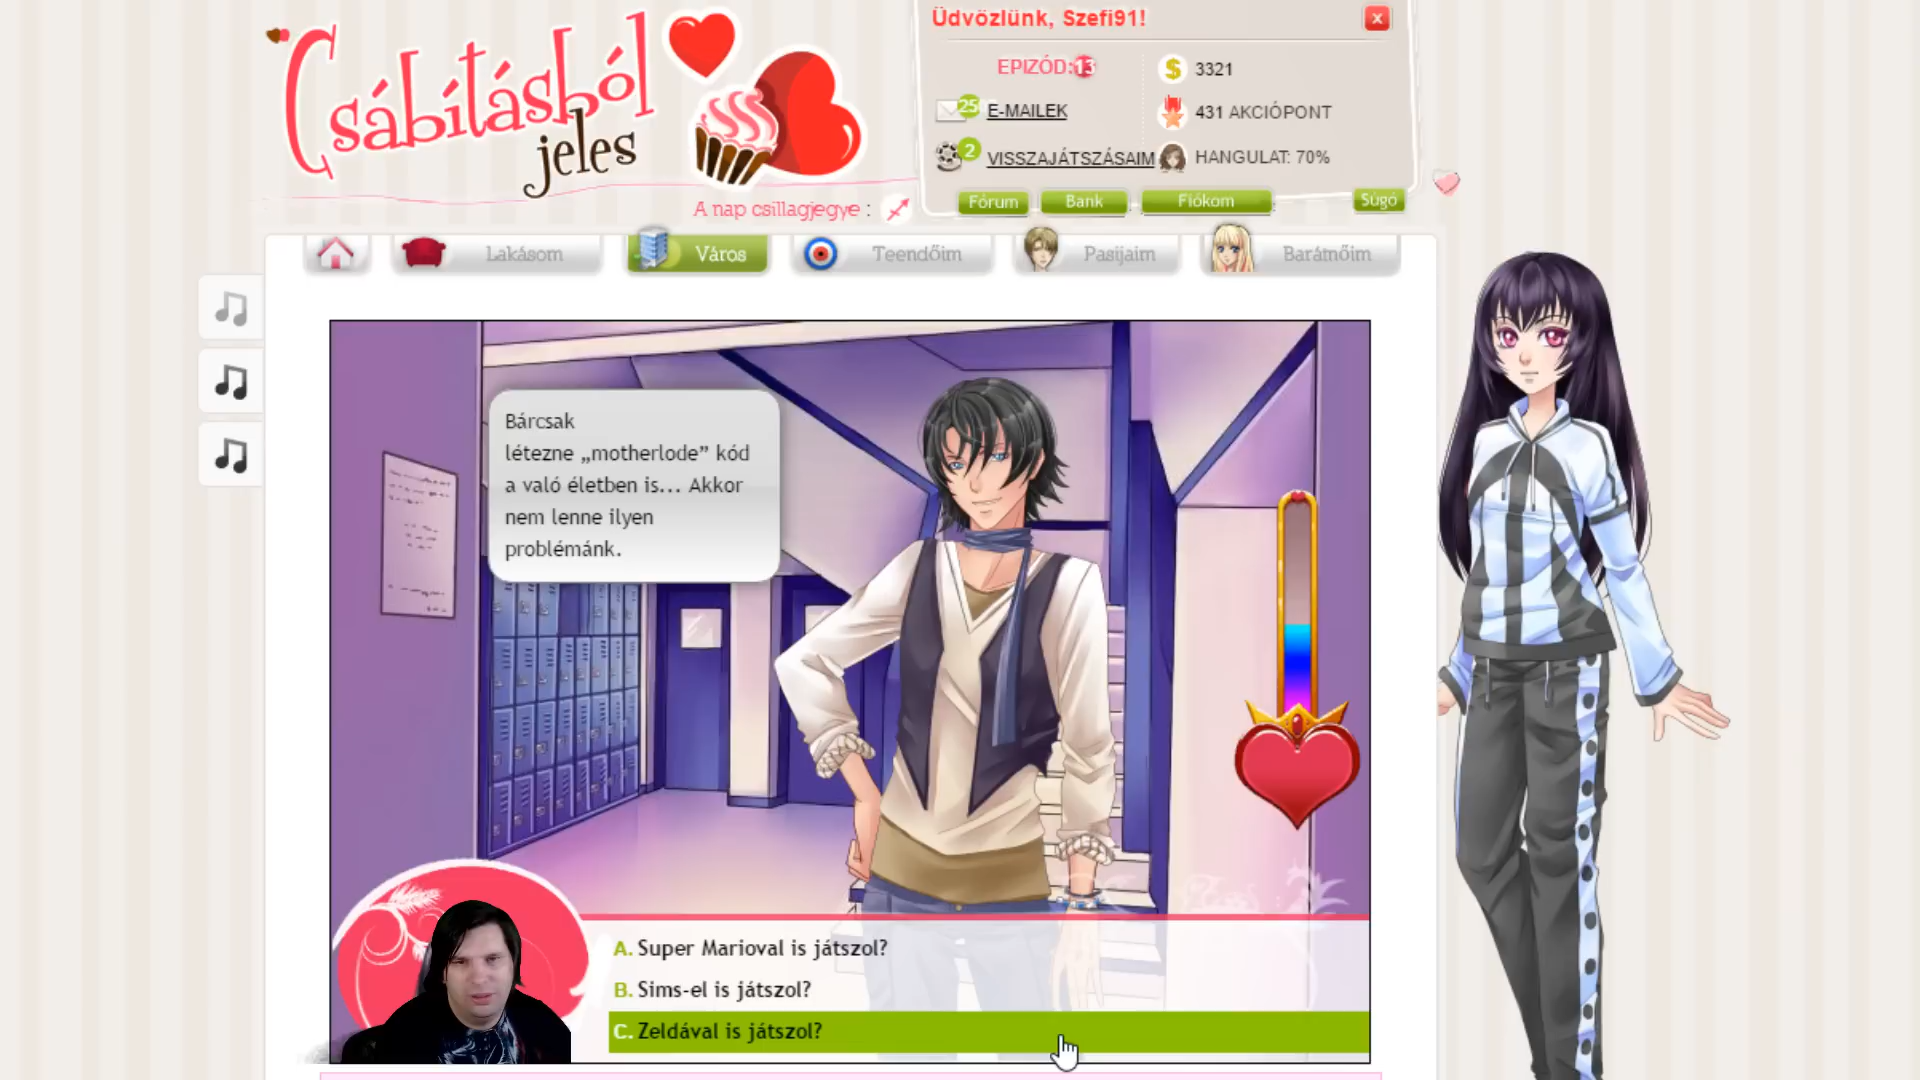 Csábításból
jeles
A nap csillagjegye :
Üdvözlünk, Szefi91!
EPIZÓD: 13
3321
25 E-MAILEK
431 AKCIÓPONT
2 VISSZAJÁTSZÁSAIM
HANGULAT: 70%
Fórum
Bank
Fiókom
Súgó
Lakásom
Város
Teendőim
Pasijaim
Barátnőim
Bárcsak
létezne „motherlode” kód
a való életben is... Akkor
nem lenne ilyen
problémánk.
A. Super Marioval is játszol?
B. Sims-el is játszol?
C. Zeldával is játszol?